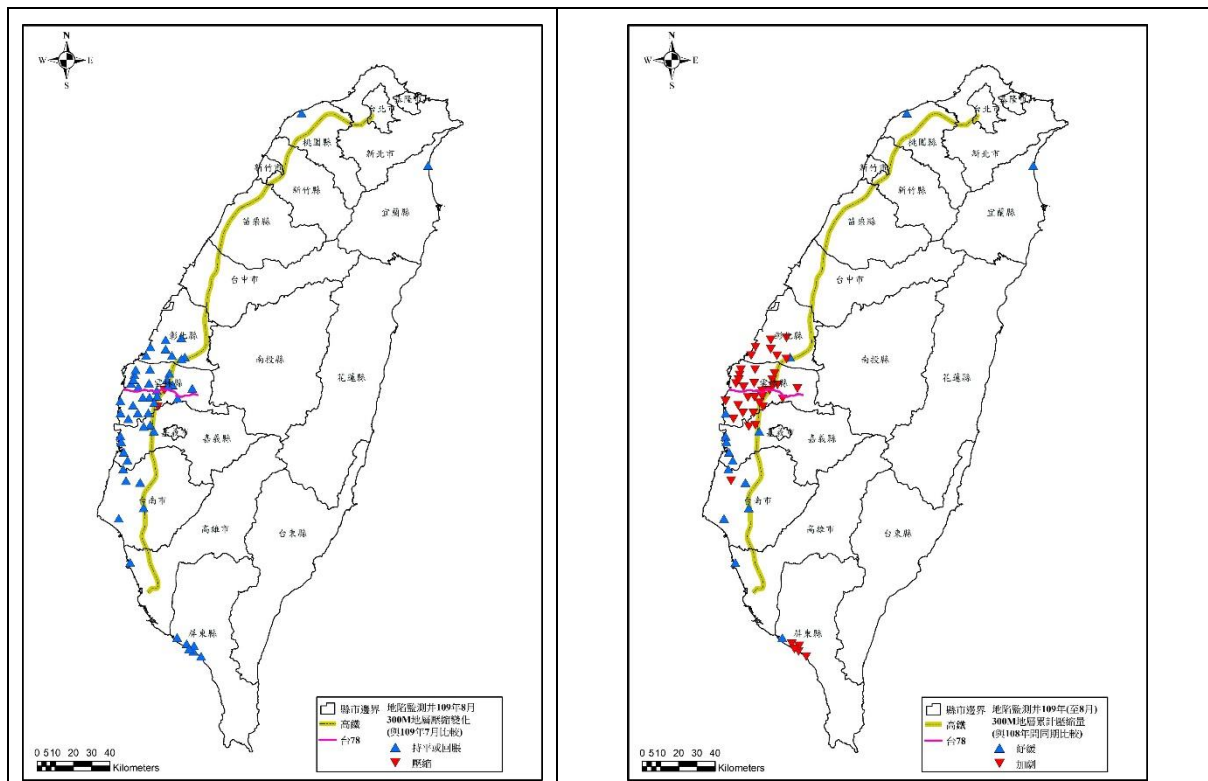 N
W
E
S
基隆市
台北市
桃園縣
新北市
新竹市
新竹縣
宜蘭縣
苗栗縣
台中市
彰化縣
南投縣
花蓮縣
雲林縣
嘉義市
嘉義縣
台南市
高雄市
台東縣
屏東縣
縣市邊界
高鐵
台78
地陷監測井109年8月
300M地層壓縮變化
(與109年7月比較)
持平或回脹
壓縮
0 5 10 20 30 40
Kilometers
N
W
E
S
基隆市
台北市
桃園縣
新北市
新竹市
新竹縣
宜蘭縣
苗栗縣
台中市
彰化縣
南投縣
花蓮縣
雲林縣
嘉義市
嘉義縣
台南市
高雄市
台東縣
屏東縣
縣市邊界
高鐵
台78
地陷監測井109年(至8月)
300M地層累計壓縮量
(與108年間同期比較)
紓緩
加劇
0 5 10 20 30 40
Kilometers